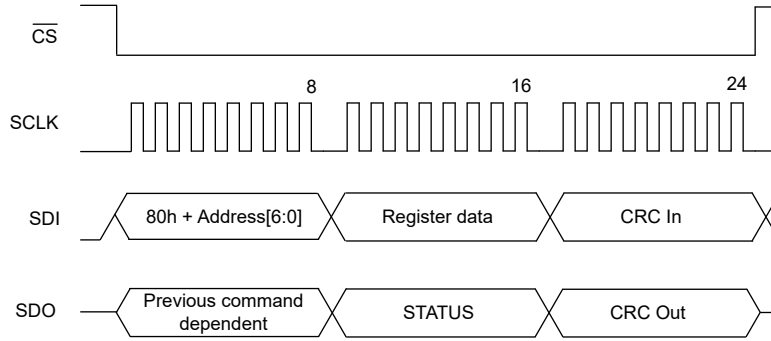 CS
8
16
24
SCLK
SDI
80h + Address[6:0]
Register data
CRC In
SDO
Previous command
dependent
STATUS
CRC Out